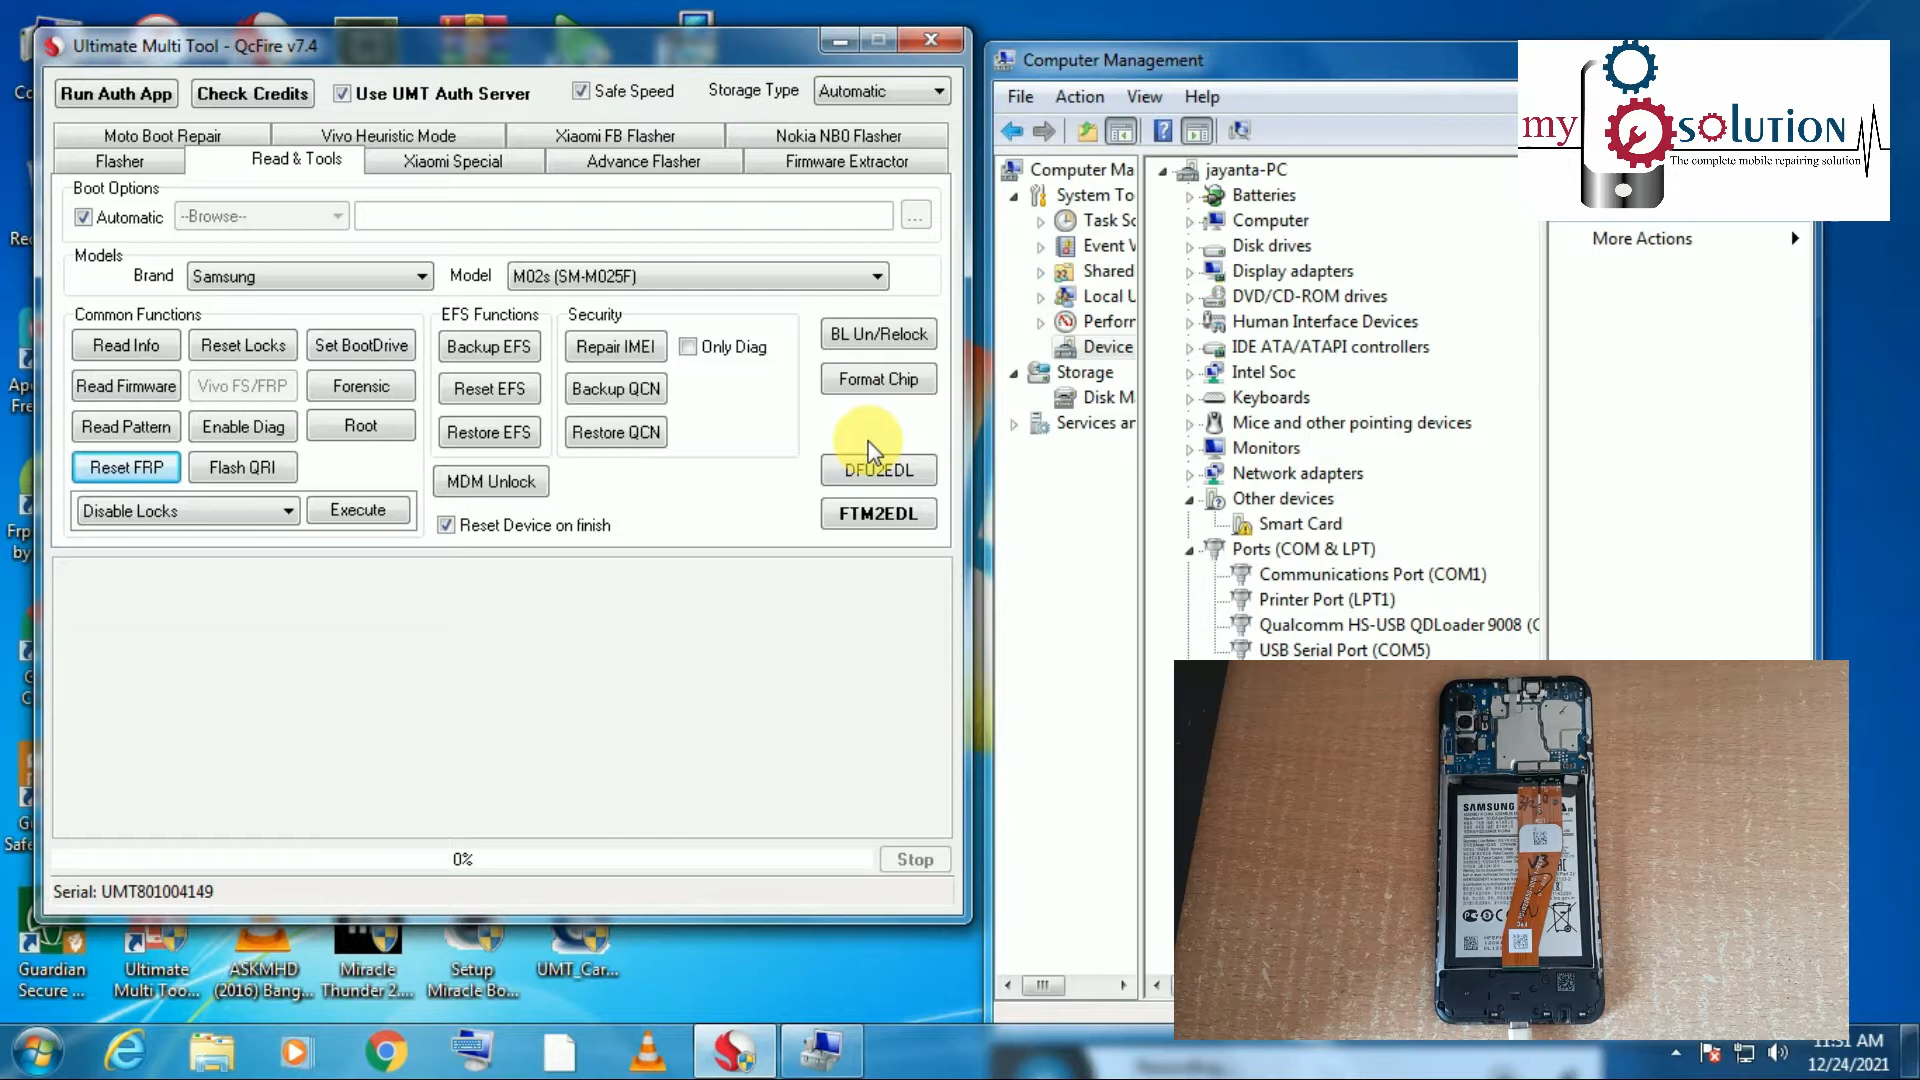 Ultimate Multi Tool - QcFire v7.4
Run Auth App
Check Credits
Use UMT Auth Server
Safe Speed
Storage Type
Automatic
Moto Boot Repair
Vivo Heuristic Mode
Xiaomi FB Flasher
Nokia NB0 Flasher
Flasher
Read & Tools
Xiaomi Special
Advance Flasher
Firmware Extractor
Boot Options
Automatic
--Browse--
...
Models
Brand
Samsung
Model
M02s (SM-M025F)
Common Functions
Read Info
Reset Locks
Set BootDrive
Read Firmware
Vivo FS/FRP
Forensic
Read Pattern
Enable Diag
Root
Reset FRP
Flash QRI
Disable Locks
Execute
EFS Functions
Backup EFS
Reset EFS
Restore EFS
MDM Unlock
Reset Device on finish
Security
Repair IMEI
Only Diag
Backup QCN
Restore QCN
BL Un/Relock
Format Chip
DFU2EDL
FTM2EDL
0%
Stop
Serial: UMT801004149
Computer Management
File
Action
View
Help
Computer Ma
System To
Task Sc
Event V
Shared
Local U
Perforr
Device
Storage
Disk M
Services ar
jayanta-PC
Batteries
Computer
Disk drives
Display adapters
DVD/CD-ROM drives
Human Interface Devices
IDE ATA/ATAPI controllers
Intel Soc
Keyboards
Mice and other pointing devices
Monitors
Network adapters
Other devices
Smart Card
Ports (COM & LPT)
Communications Port (COM1)
Printer Port (LPT1)
Qualcomm HS-USB QDLoader 9008 (C
USB Serial Port (COM5)
More Actions
my solution
The complete mobile repairing solution
SAMSUNG
Guardian
Secure ...
Ultimate
Multi Too...
ASKMHD
(2016) Bang...
Miracle
Thunder 2....
Setup
Miracle Bo...
UMT_Car...
11:31 AM
12/24/2021